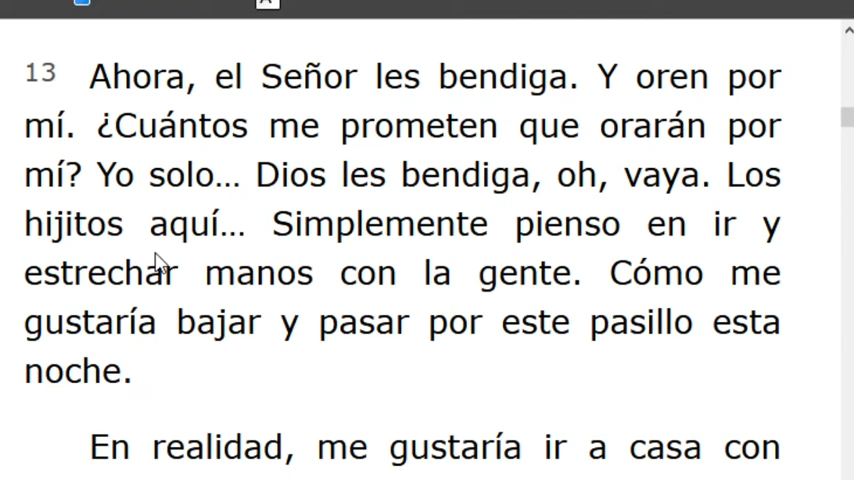 13 Ahora, el Señor les bendiga. Y oren por
mí. ¿Cuántos me prometen que orarán por
mí? Yo solo... Dios les bendiga, oh, vaya. Los
hijitos aquí... Simplemente pienso en ir y
estrechar manos con la gente. Cómo me
gustaría bajar y pasar por este pasillo esta
noche.
En realidad, me gustaría ir a casa con